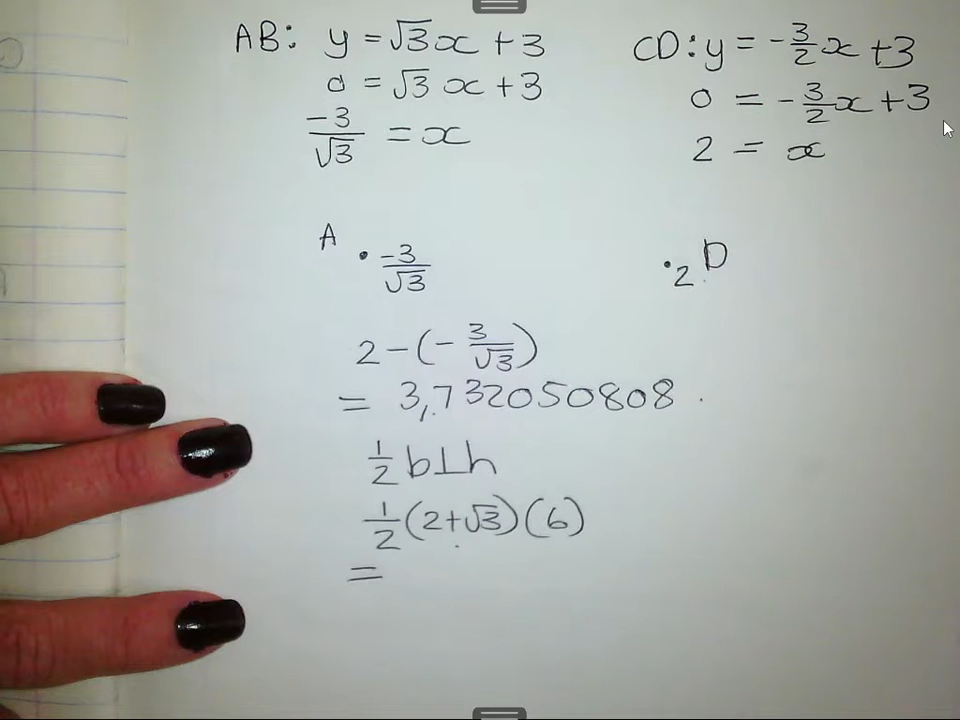 AB: y = √3x + 3
0 = √3x + 3
-3/√3 = x
CD: y = -3/2x + 3
0 = -3/2x + 3
2 = x
A . -3/√3
. 2 D
2 - (- 3/√3)
= 3,732050808
1/2 b⊥h
1/2 (2+√3)(6)
=